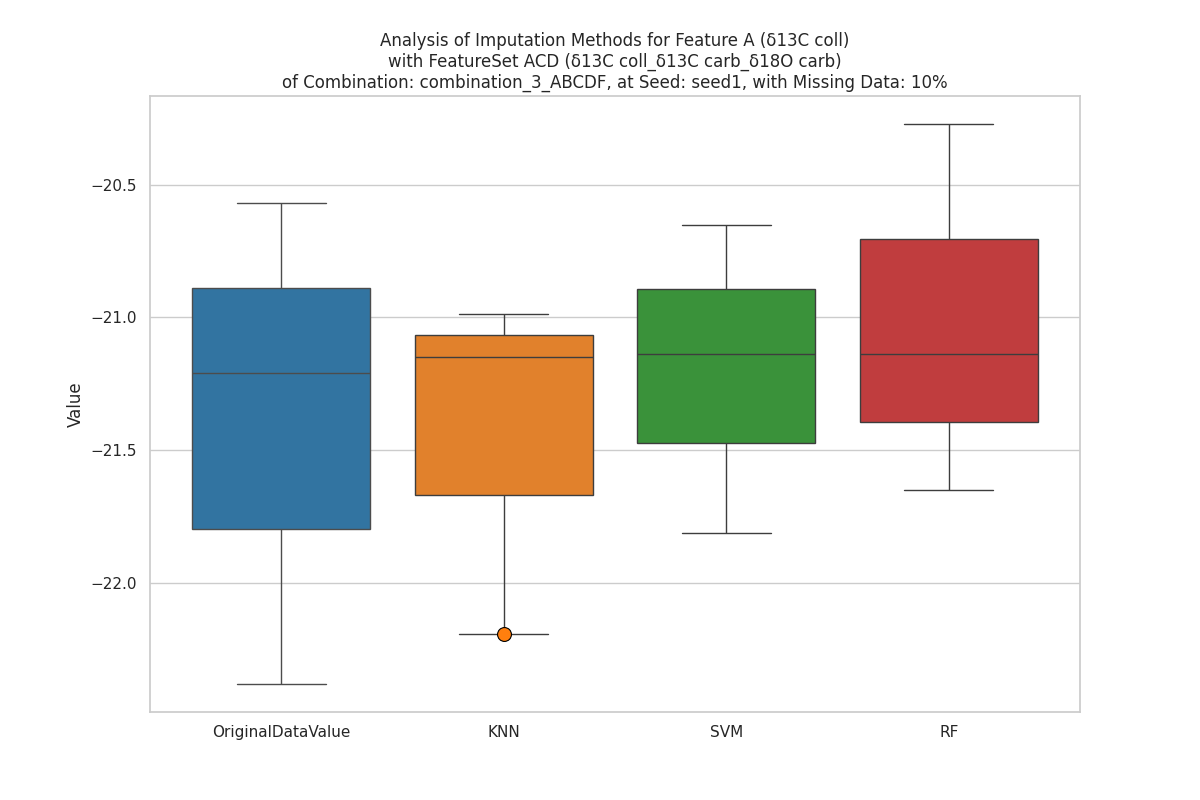 Analysis of Imputation Methods for Feature A (δ13C coll)
with FeatureSet ACD (δ13C coll_δ13C carb_δ18O carb)
of Combination: combination_3_ABCDF, at Seed: seed1, with Missing Data: 10%
−20.5
−21.0
−21.5
−22.0
Value
OriginalDataValue
KNN
SVM
RF